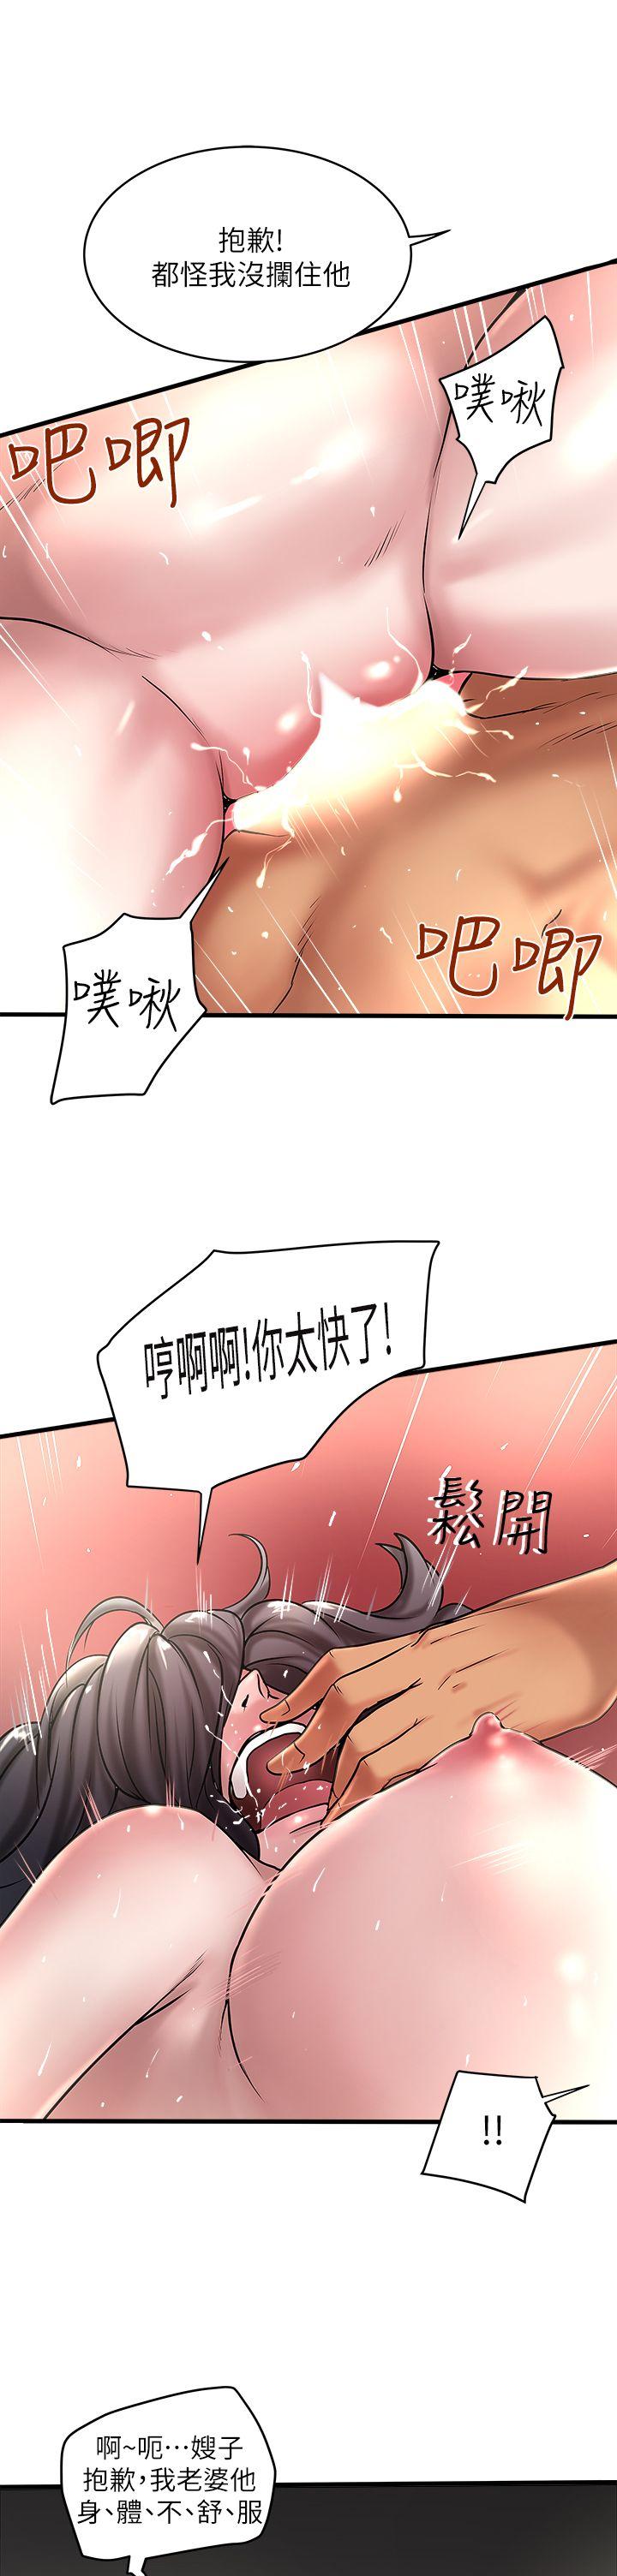 抱歉!
都怪我沒攔住他
噗啾
吧唧
吧唧
噗啾
哼啊啊!你太快了!
鬆開
!!
啊~呃…嫂子
抱歉,我老婆他
身、體、不、舒、服